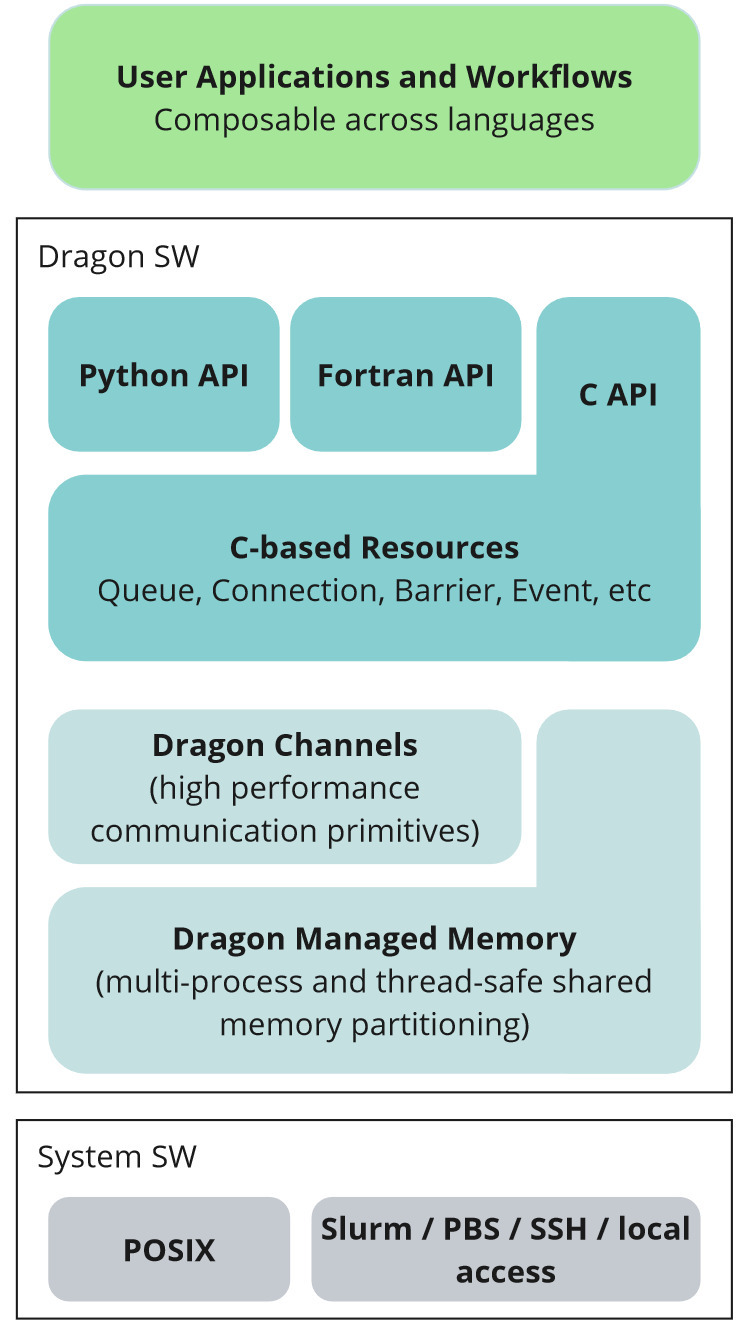 User Applications and Workflows
Composable across languages
Dragon SW
Python API
Fortran API
C API
C-based Resources
Queue, Connection, Barrier, Event, etc
Dragon Channels
(high performance
communication primitives)
Dragon Managed Memory
(multi-process and thread-safe shared
memory partitioning)
System SW
POSIX
Slurm / PBS / SSH / local
access